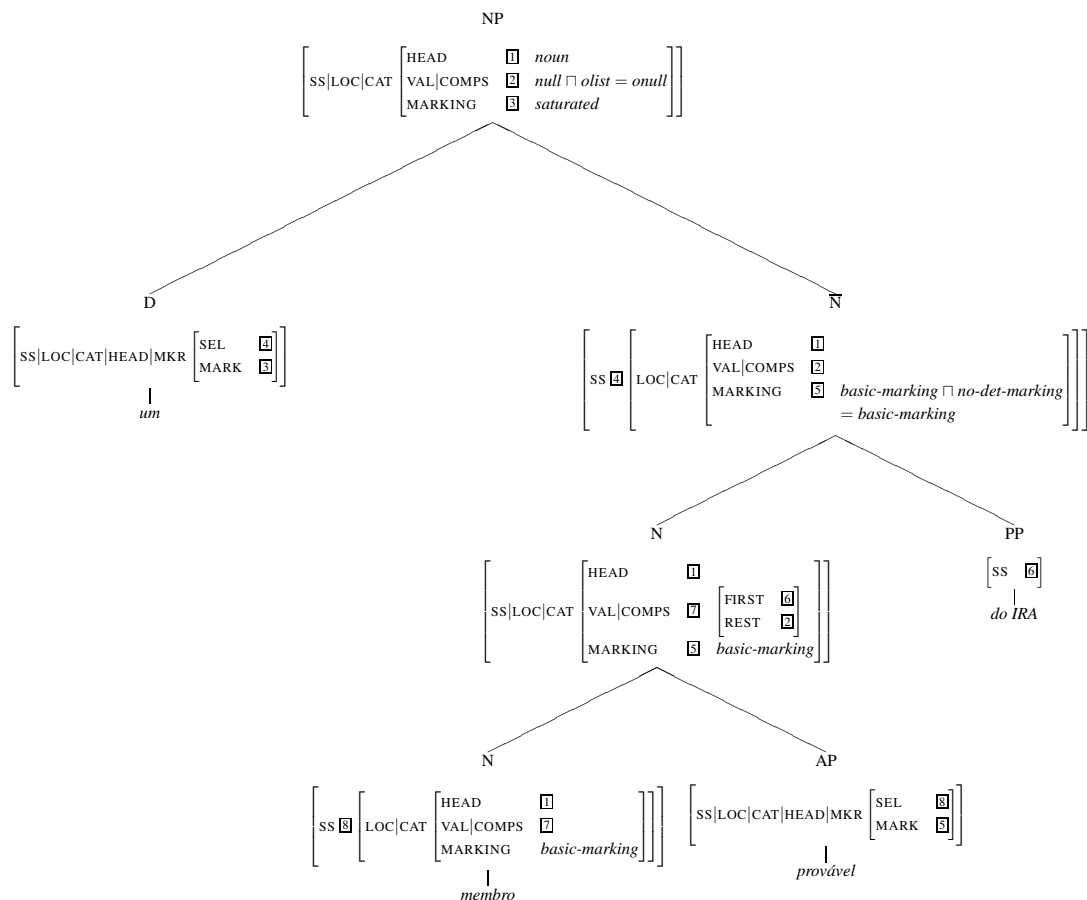 NP
HEAD 1 noun
SS|LOC|CAT VAL|COMPS 2 null ⊓ olist = onull
MARKING 3 saturated
D
N̅
SEL 4
SS|LOC|CAT|HEAD|MKR
MARK 3
um
HEAD 1
VAL|COMPS 2
SS 4 LOC|CAT
MARKING 5 basic-marking ⊓ no-det-marking
= basic-marking
N
PP
HEAD 1
SS|LOC|CAT VAL|COMPS 7 FIRST 6
REST 2
MARKING 5 basic-marking
SS 6
do IRA
N
AP
HEAD 1
SS 8 LOC|CAT VAL|COMPS 7
MARKING basic-marking
membro
SEL 8
SS|LOC|CAT|HEAD|MKR
MARK 5
provável